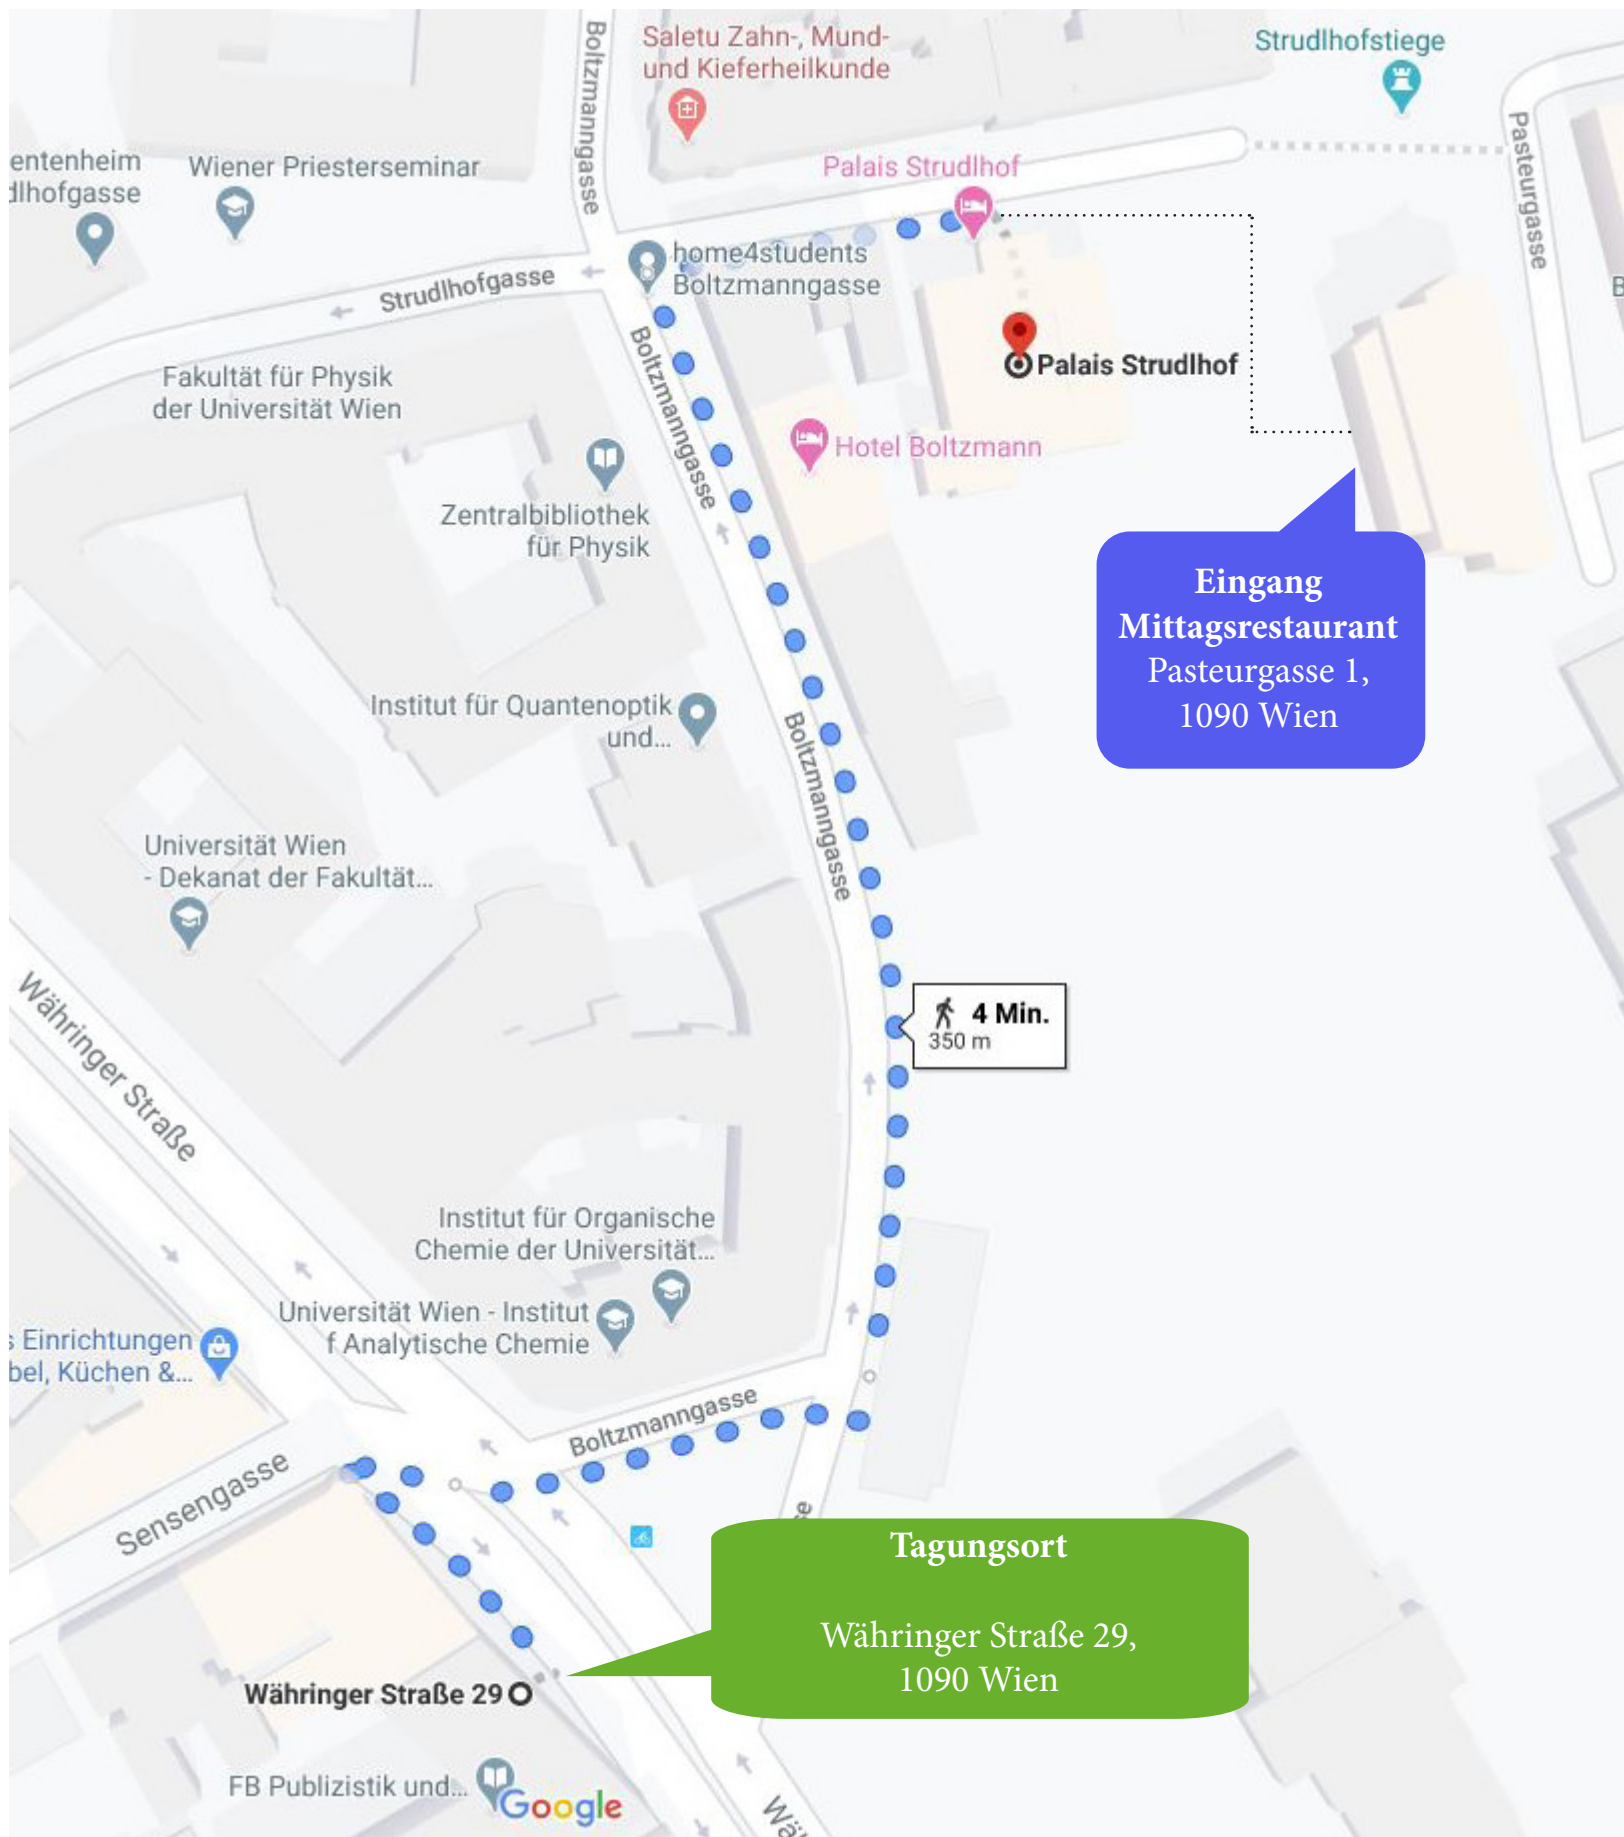 Boltzmanngasse
Saletu Zahn-, Mund-
und Kieferheilkunde
Strudlhofstiege
Pasteurgasse
entenheim
dlhofgasse
Wiener Priesterseminar
Palais Strudlhof
home4students
Boltzmanngasse
Strudlhofgasse
Boltzmanngasse
Palais Strudlhof
Fakultät für Physik
der Universität Wien
Hotel Boltzmann
Zentralbibliothek
für Physik
Eingang
Mittagsrestaurant
Pasteurgasse 1,
1090 Wien
Institut für Quantenoptik
und...
Boltzmanngasse
Universität Wien
- Dekanat der Fakultät...
Währinger Straße
4 Min.
350 m
Institut für Organische
Chemie der Universität...
Universität Wien - Institut
f Analytische Chemie
s Einrichtungen
bel, Küchen &...
Boltzmanngasse
Sensengasse
se
Tagungsort
Währinger Straße 29,
1090 Wien
Währinger Straße 29
FB Publizistik und...
Google
Wäh
B